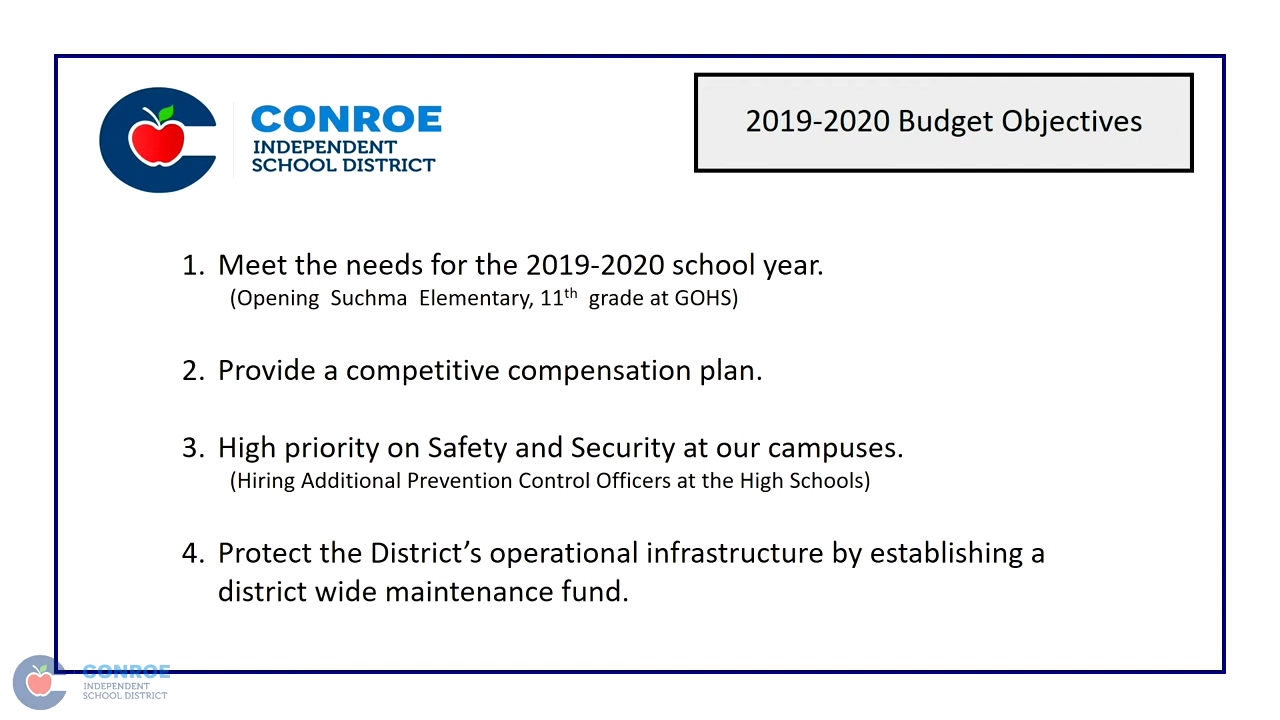 CONROE
INDEPENDENT
SCHOOL DISTRICT
2019-2020 Budget Objectives
1. Meet the needs for the 2019-2020 school year.
(Opening Suchma Elementary, 11th grade at GOHS)
2. Provide a competitive compensation plan.
3. High priority on Safety and Security at our campuses.
(Hiring Additional Prevention Control Officers at the High Schools)
4. Protect the District’s operational infrastructure by establishing a
district wide maintenance fund.
CONROE
INDEPENDENT
SCHOOL DISTRICT